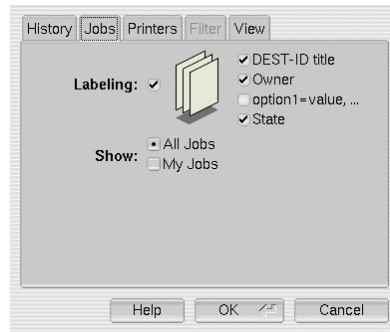 History Jobs Printers Filter View
Labeling:
DEST-ID title
Owner
option1=value, ...
State
Show:
All Jobs
My Jobs
Help OK Cancel